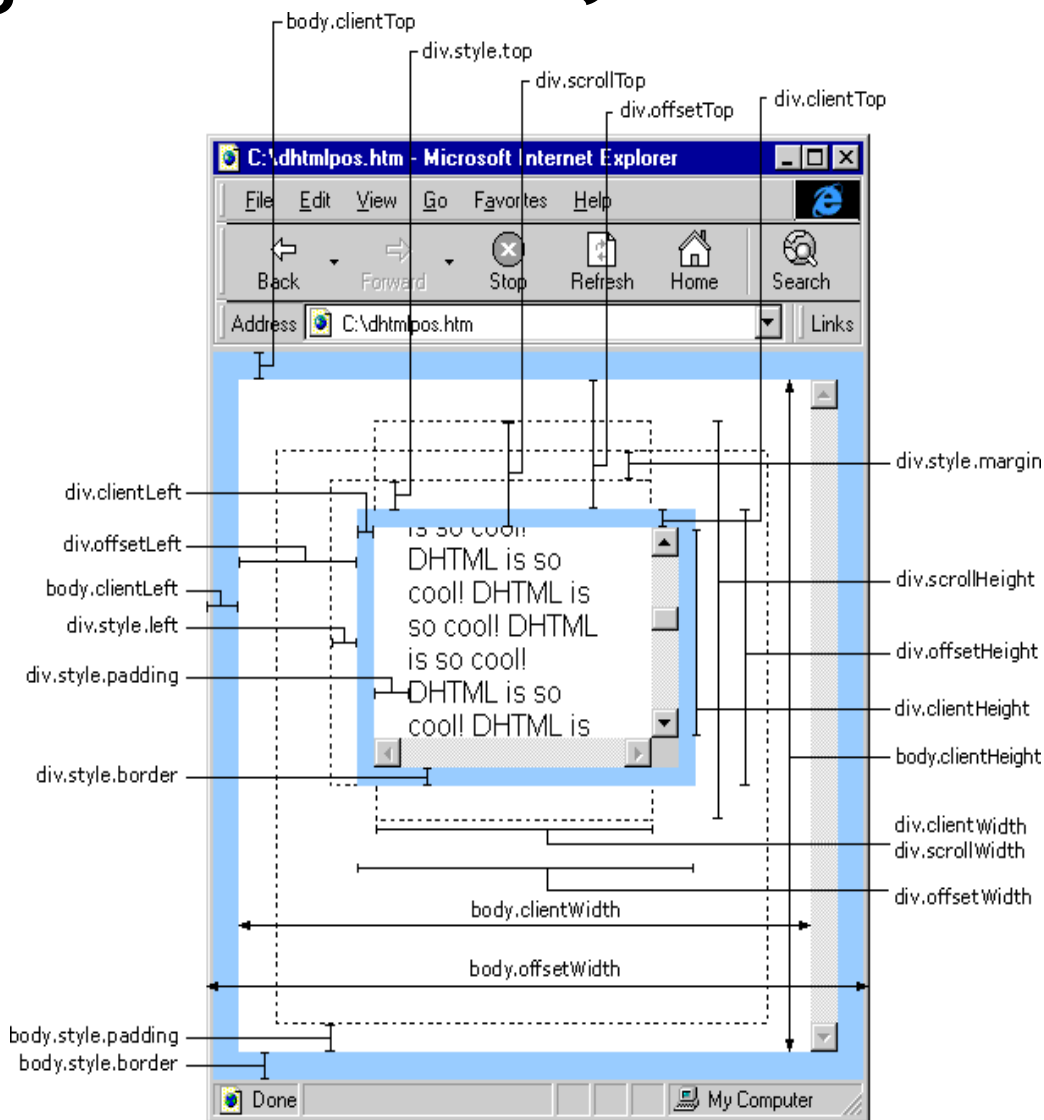 body.clientTop
div.style.top
div.scrollTop
div.clientTop
div.offsetTop
C:\dhtmlpos.htm - Microsoft Internet Explorer
File Edit View Go Favorites Help
Back Forward Stop Refresh Home Search
Address C:\dhtmlpos.htm Links
div.style.margin
div.clientLeft
div.offsetLeft
body.clientLeft
div.style.left
div.style.padding
div.style.border
is so cool!
DHTML is so
cool! DHTML is
so cool! DHTML
is so cool!
DHTML is so
cool! DHTML is
div.scrollHeight
div.offsetHeight
div.clientHeight
body.clientHeight
div.clientWidth
div.scrollWidth
div.offsetWidth
body.clientWidth
body.offsetWidth
body.style.padding
body.style.border
Done My Computer